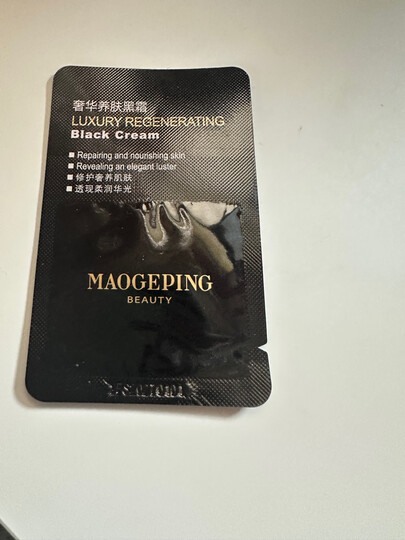 奢华养肤黑霜
LUXURY REGENERATING
Black Cream
Repairing and nourishing skin
Revealing an elegant luster
修护奢养肌肤
透现柔润华光
MAOGEPING
BEAUTY